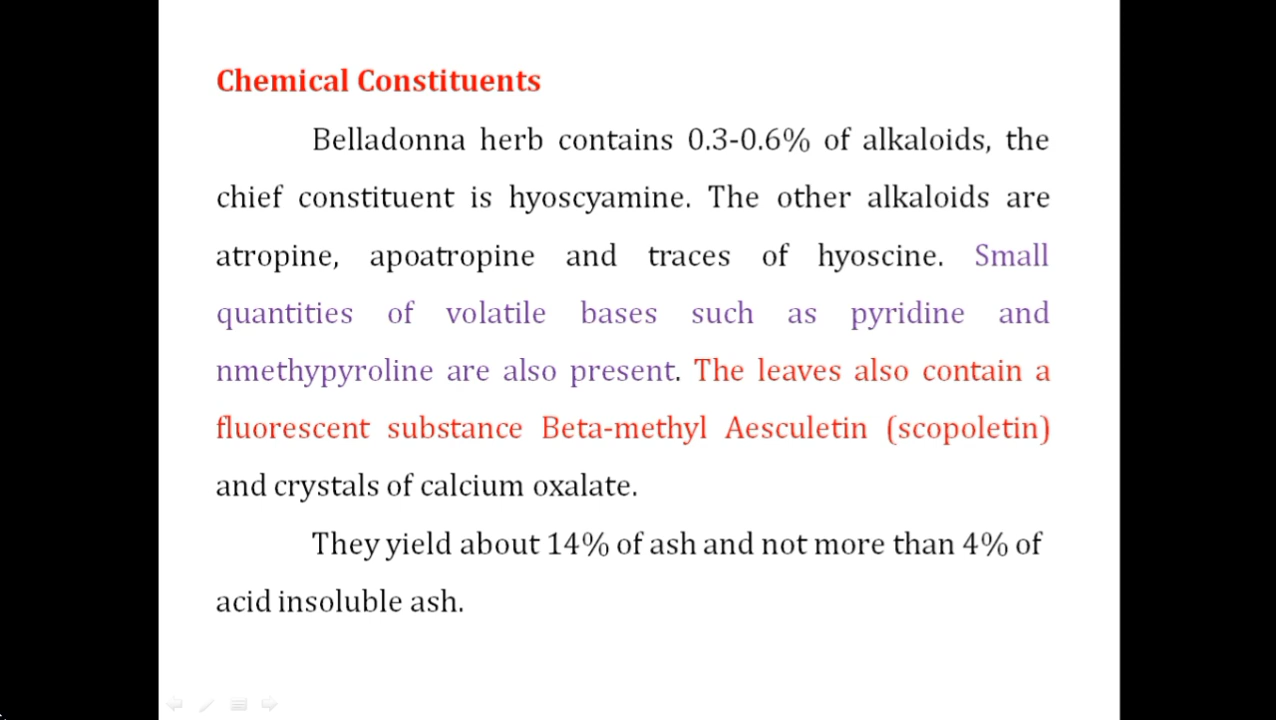 Chemical Constituents
Belladonna herb contains 0.3-0.6% of alkaloids, the
chief constituent is hyoscyamine. The other alkaloids are
atropine, apoatropine and traces of hyoscine. Small
quantities of volatile bases such as pyridine and
nmethypyroline are also present. The leaves also contain a
fluorescent substance Beta-methyl Aesculetin (scopoletin)
and crystals of calcium oxalate.
They yield about 14% of ash and not more than 4% of
acid insoluble ash.